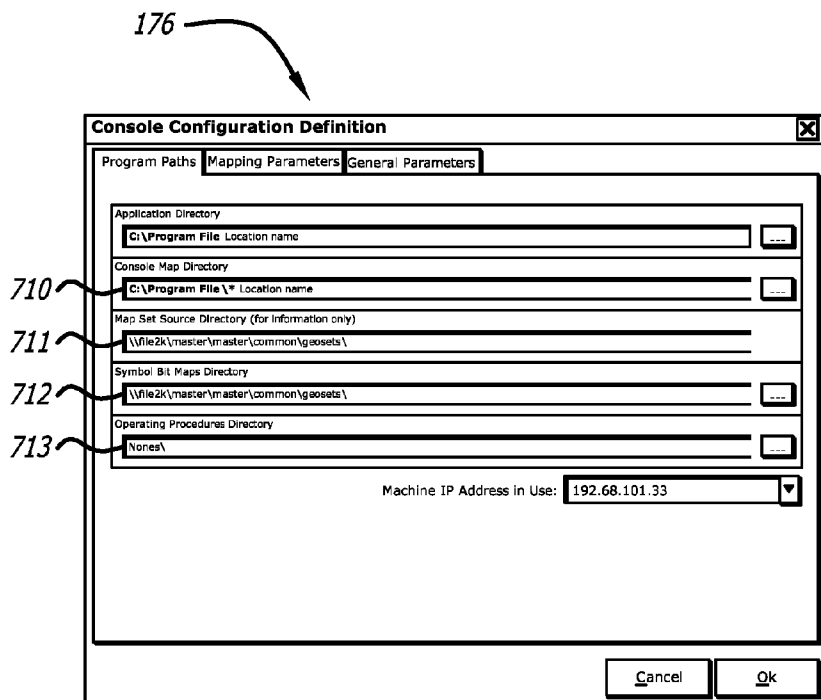 176
Console Configuration Definition
Program Paths Mapping Parameters General Parameters
Application Directory
C:\Program File Location name
...
Console Map Directory
710
C:\Program File \* Location name
...
Map Set Source Directory (for information only)
711
\\file2k\master\master\common\geosets\
Symbol Bit Maps Directory
712
\\file2k\master\master\common\geosets\
...
Operating Procedures Directory
713
Nones\
...
Machine IP Address in Use: 192.68.101.33
Cancel Ok